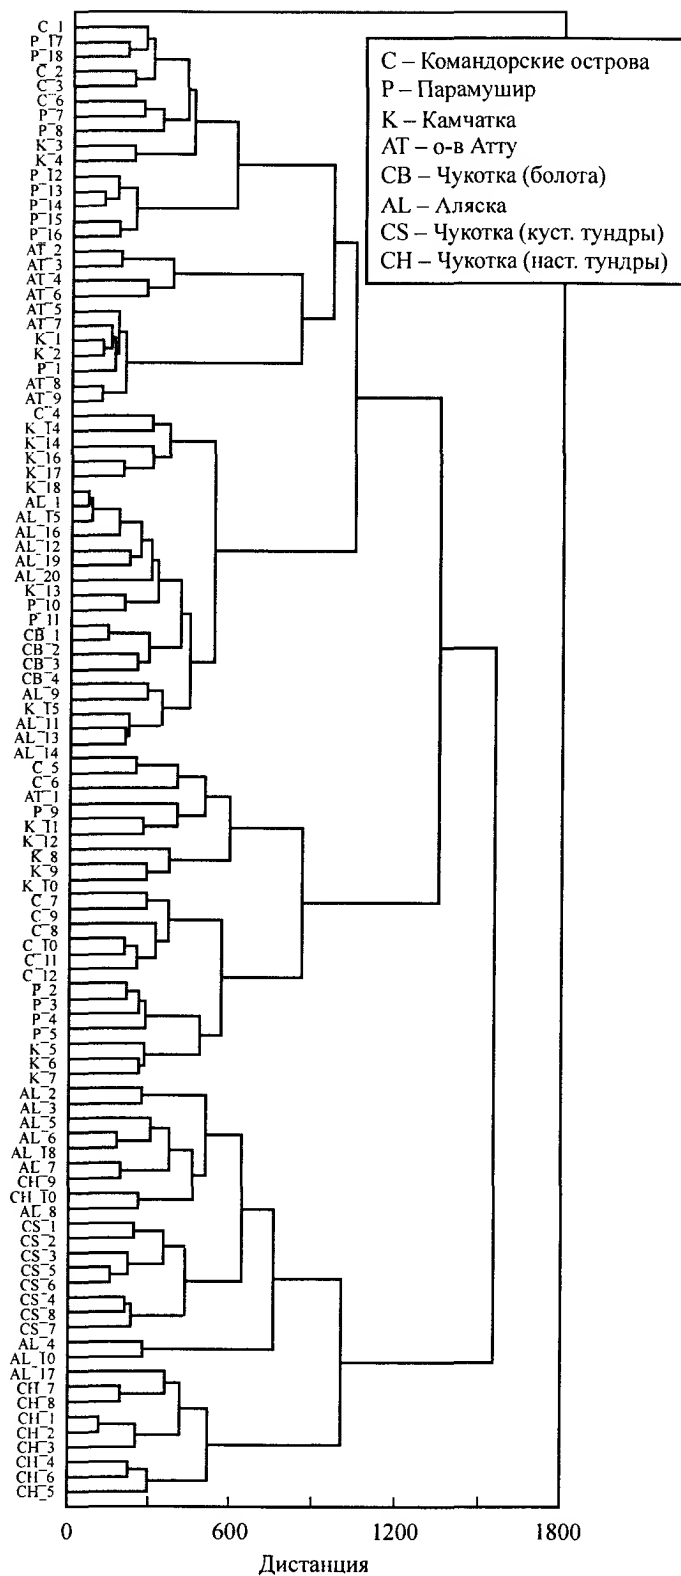 C_1
P_17
P_18
C_2
C_3
C_6
P_7
P_8
K_3
K_4
P_12
P_13
P_14
P_15
P_16
AT_2
AT_3
AT_4
AT_6
AT_5
AT_7
K_1
K_2
P_1
AT_8
AT_9
C_4
K_14
K_14
K_16
K_17
K_18
AL_1
AL_15
AL_16
AL_12
AL_19
AL_20
K_13
P_10
P_11
CB_1
CB_2
CB_3
CB_4
AL_9
K_15
AL_11
AL_13
AL_14
C_5
C_6
AT_1
P_9
K_11
K_12
K_8
K_9
K_10
C_7
C_9
C_8
C_10
C_11
C_12
P_2
P_3
P_4
P_5
K_5
K_6
K_7
AL_2
AL_3
AL_5
AL_6
AL_18
AL_7
CH_9
CH_10
AL_8
CS_1
CS_2
CS_3
CS_5
CS_6
CS_4
CS_8
CS_7
AL_4
AL_10
AL_17
CH_7
CH_8
CH_1
CH_2
CH_3
CH_4
CH_6
CH_5
C – Командорские острова
P – Парамушир
K – Камчатка
AT – о-в Атту
CB – Чукотка (болота)
AL – Аляска
CS – Чукотка (куст. тундры)
CH – Чукотка (наст. тундры)
0 600 1200 1800
Дистанция